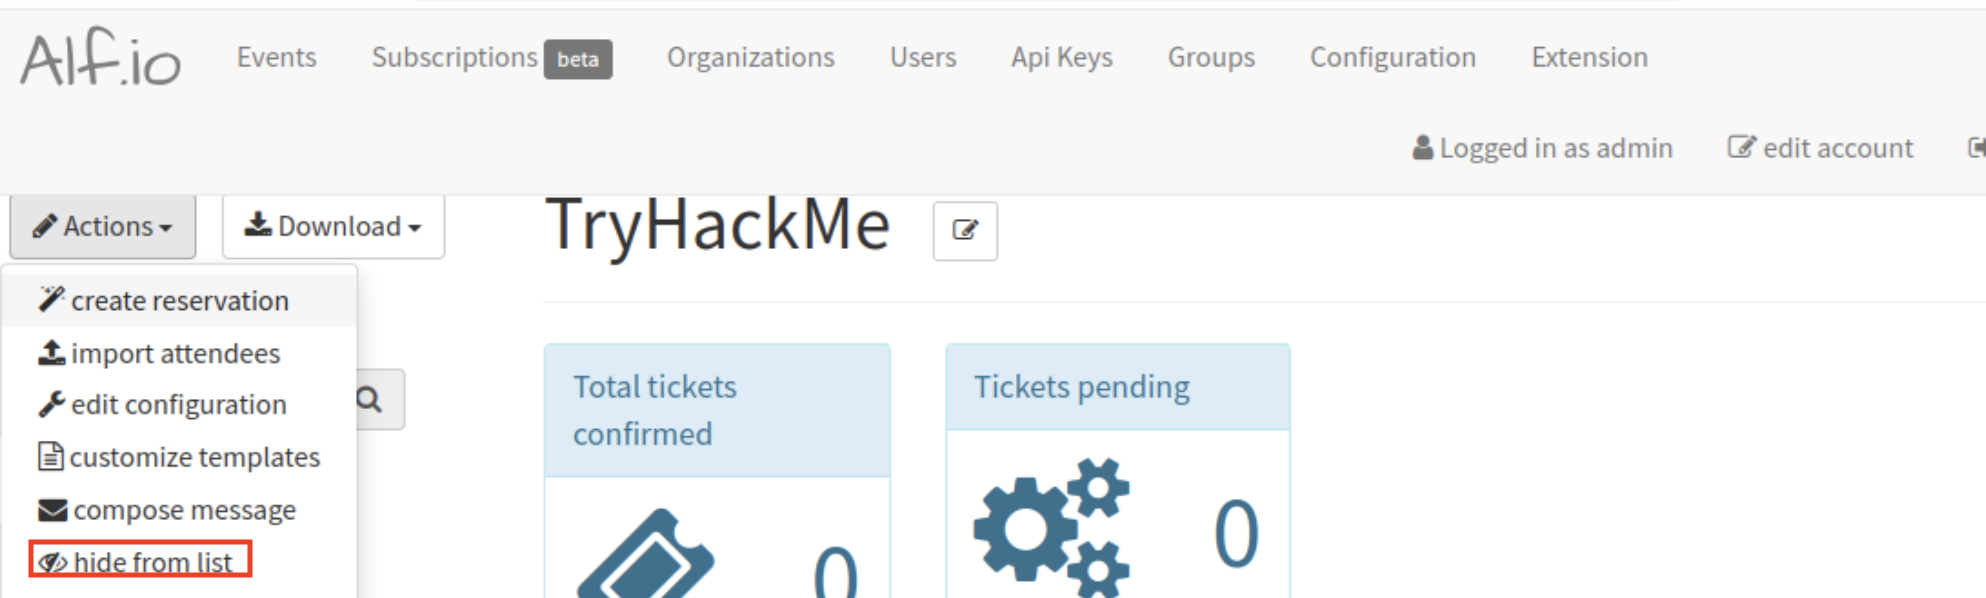 Alf.io Events Subscriptions beta Organizations Users Api Keys Groups Configuration Extension
Logged in as admin edit account
Actions Download TryHackMe
create reservation
import attendees
edit configuration
customize templates
compose message
hide from list
Total tickets
confirmed
0
Tickets pending
0